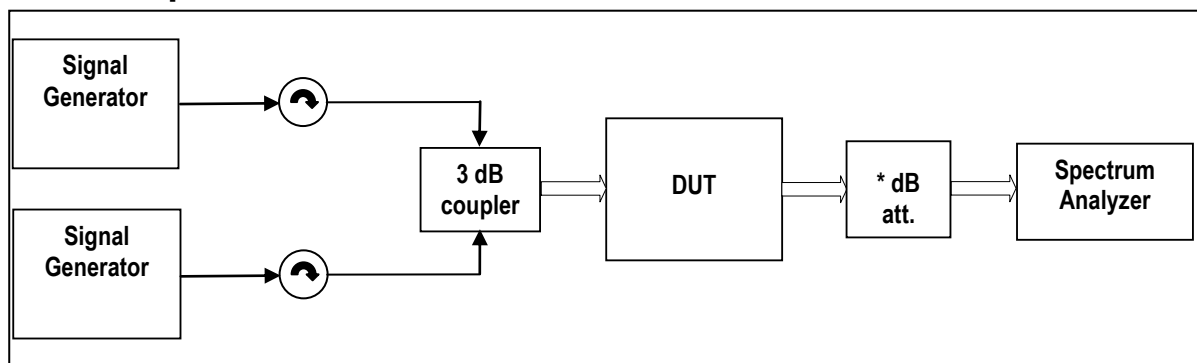 Signal
Generator
3 dB
coupler
DUT
* dB
att.
Spectrum
Analyzer
Signal
Generator